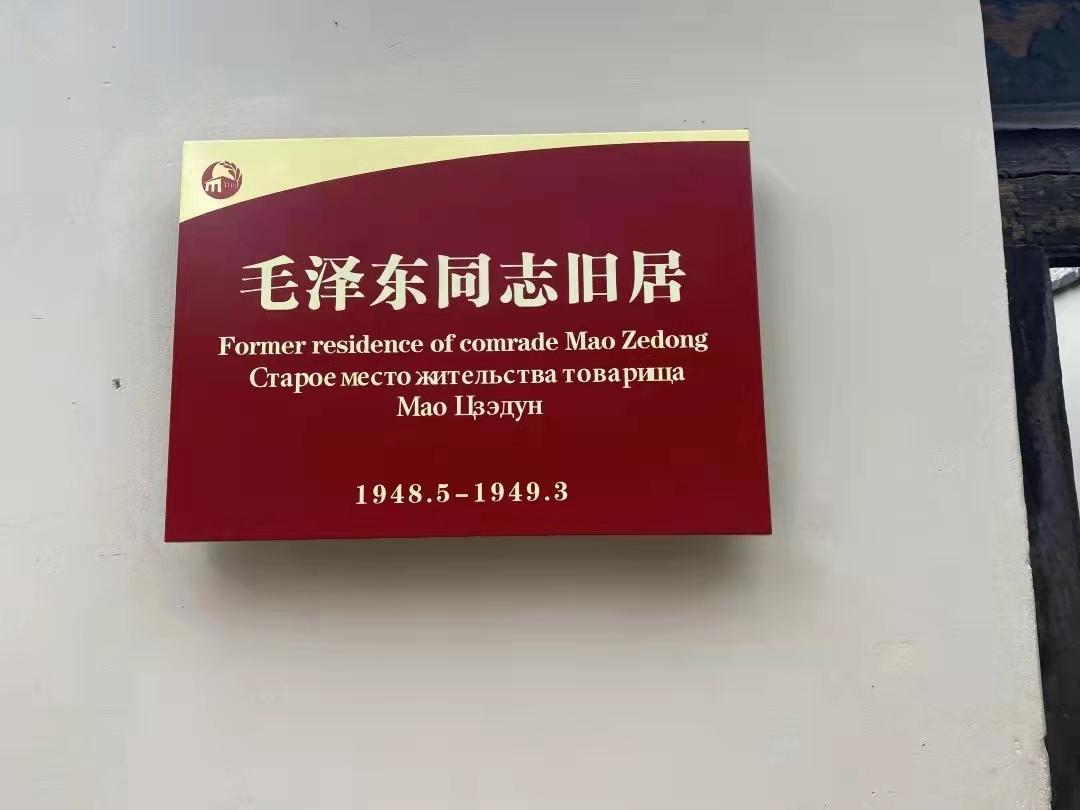 毛泽东同志旧居
Former residence of comrade Mao Zedong
Старое место жительства товарища
Мао Цзэдун
1948.5-1949.3